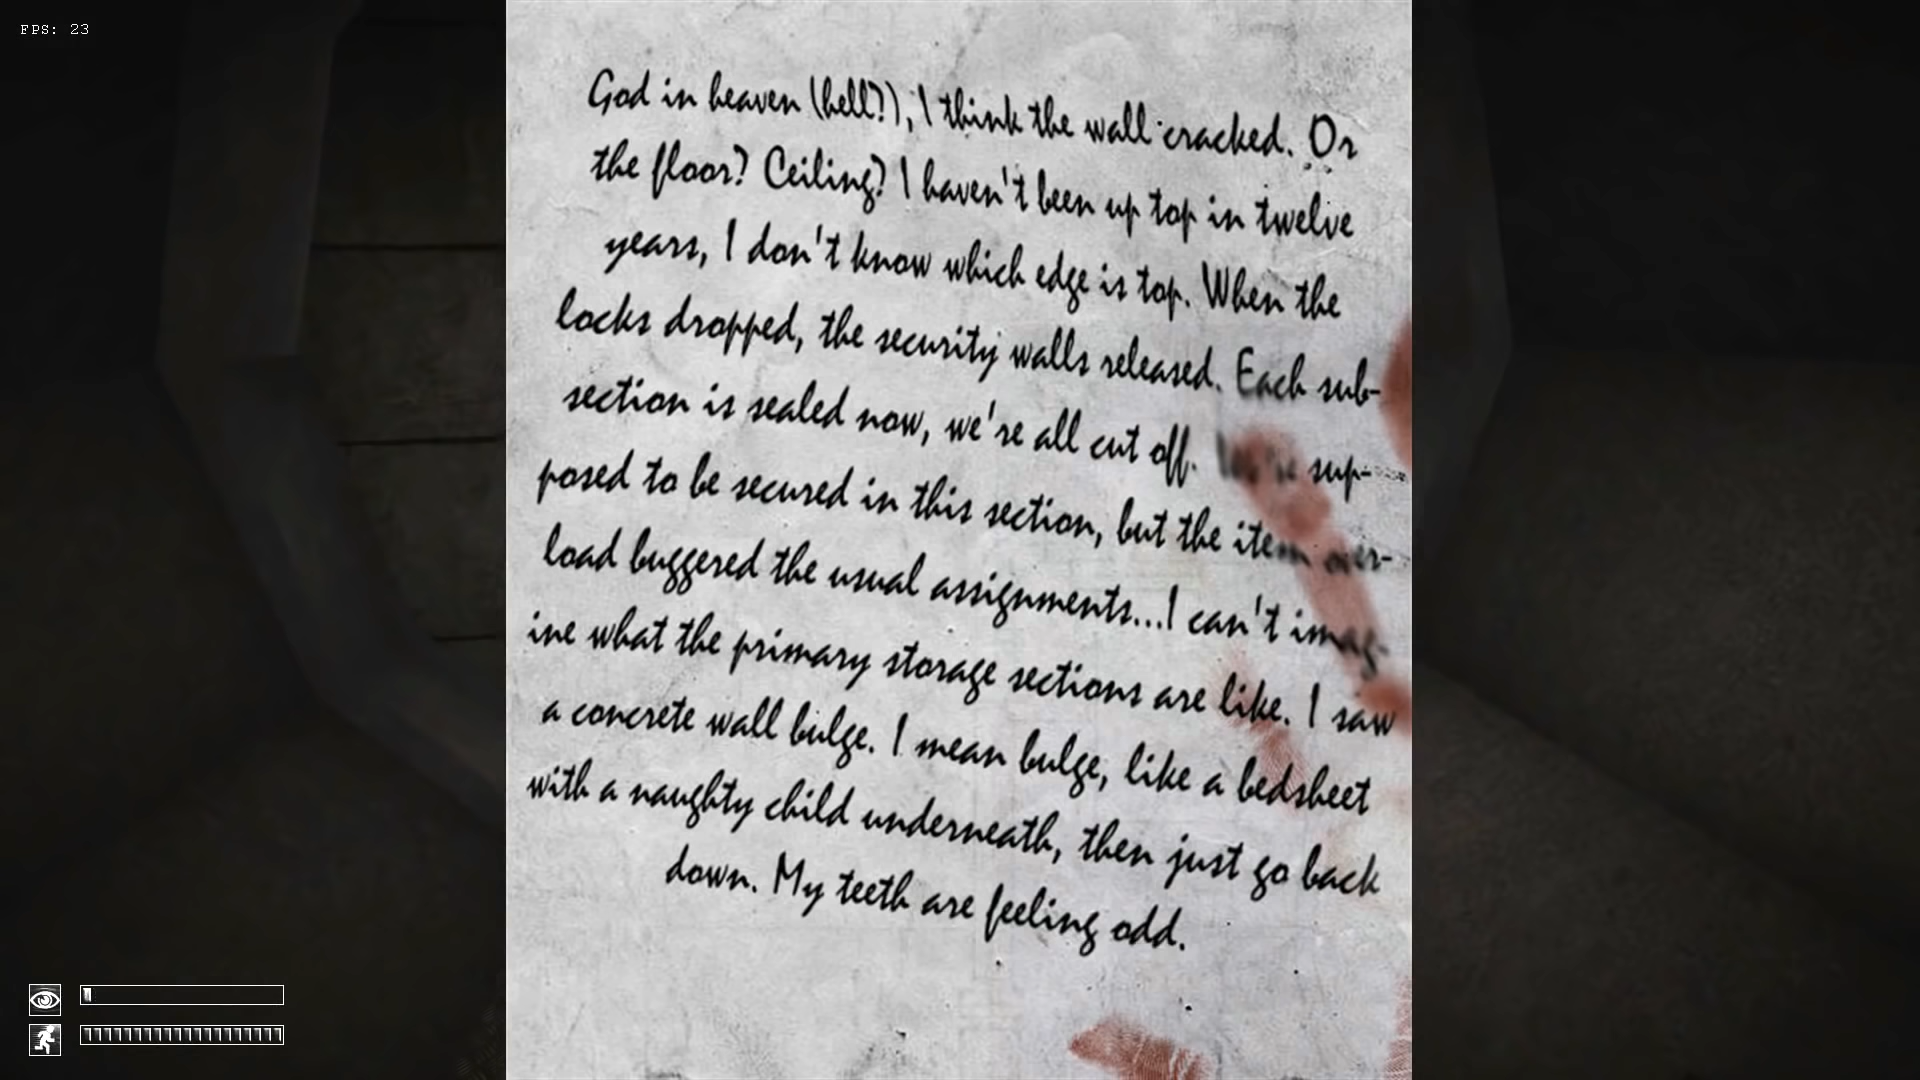 FPS: 23
God in heaven (hell?), I think the wall cracked. Or
the floor? Ceiling? I haven't been up top in twelve
years, I don't know which edge is top. When the
locks dropped, the security walls released. Each sub-
section is sealed now, we're all cut off. sup-
posed to be secured in this section, but the item over-
load buggered the usual assignments...I can't imag-
ine what the primary storage sections are like. I saw
a concrete wall bulge. I mean bulge, like a bedsheet
with a naughty child underneath, then just go back
down. My teeth are feeling odd.